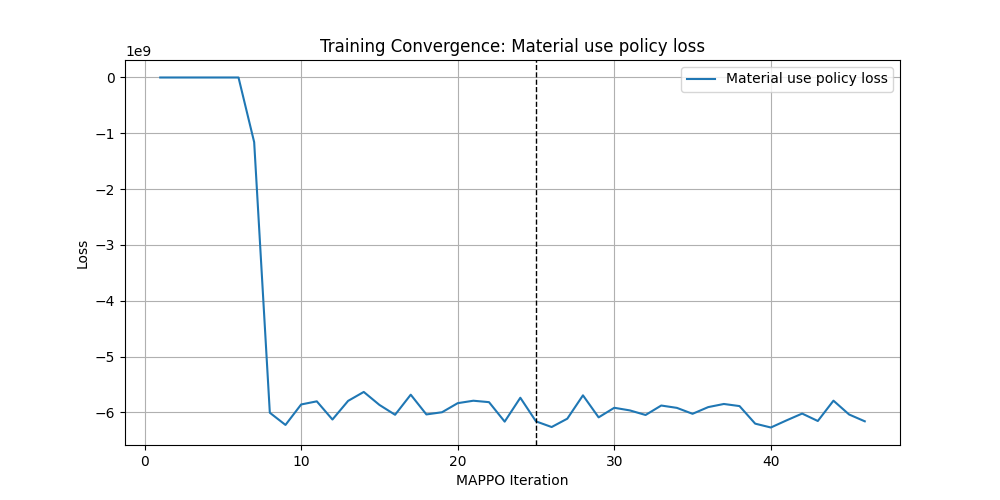 Training Convergence: Material use policy loss
1e9
Material use policy loss
0
−1
−2
−3
−4
−5
−6
Loss
0 10 20 30 40
MAPPO Iteration